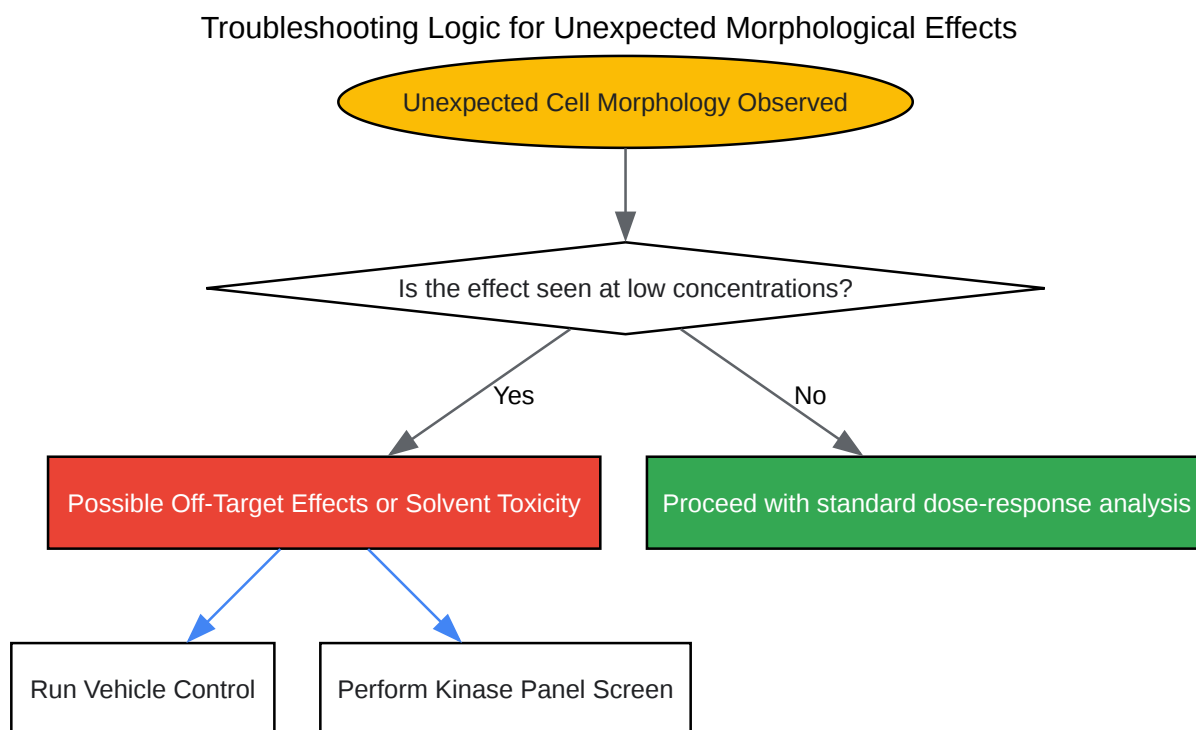 Troubleshooting Logic for Unexpected Morphological Effects
Unexpected Cell Morphology Observed
Is the effect seen at low concentrations?
Yes
No
Possible Off-Target Effects or Solvent Toxicity
Proceed with standard dose-response analysis
Run Vehicle Control
Perform Kinase Panel Screen